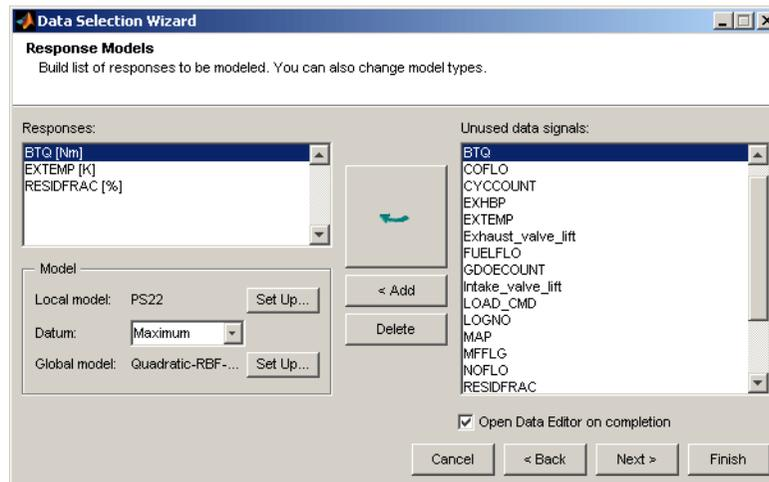 Data Selection Wizard
Response Models
Build list of responses to be modeled. You can also change model types.
Responses:
BTQ [Nm]
EXTEMP [K]
RESIDFRAC [%]
Model
Local model: PS22 Set Up...
Datum: Maximum
Global model: Quadratic-RBF-... Set Up...
< Add
Delete
Unused data signals:
BTQ
COFLO
CYCCOUNT
EXHBP
EXTEMP
Exhaust_valve_lift
FUELFLO
GDOECOUNT
Intake_valve_lift
LOAD_CMD
LOGNO
MAP
MFFLG
NOFLO
RESIDFRAC
Open Data Editor on completion
Cancel < Back Next > Finish